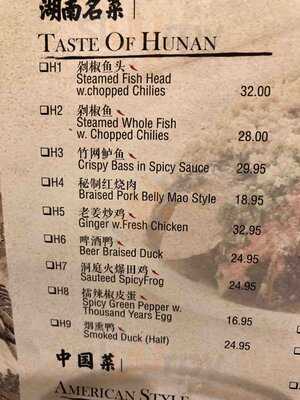 湖南名菜
TASTE OF HUNAN
☐H1 剁椒鱼头
Steamed Fish Head
w.chopped Chilies 32.00
☐H2 剁椒鱼
Steamed Whole Fish
w. Chopped Chilies 28.00
☐H3 竹网鲈鱼
Crispy Bass in Spicy Sauce 29.95
☐H4 秘制红烧肉
Braised Pork Belly Mao Style 18.95
☐H5 老姜炒鸡
Ginger w.Fresh Chicken 32.95
☐H6 啤酒鸭
Beer Braised Duck 24.95
☐H7 洞庭火爆田鸡
Sauteed SpicyFrog 24.95
☐H8 擂辣椒皮蛋
Spicy Green Pepper w.
Thousand Years Egg 16.95
☐H9 烟熏鸭
Smoked Duck (Half) 24.95
中国菜
AMERICAN STYLE